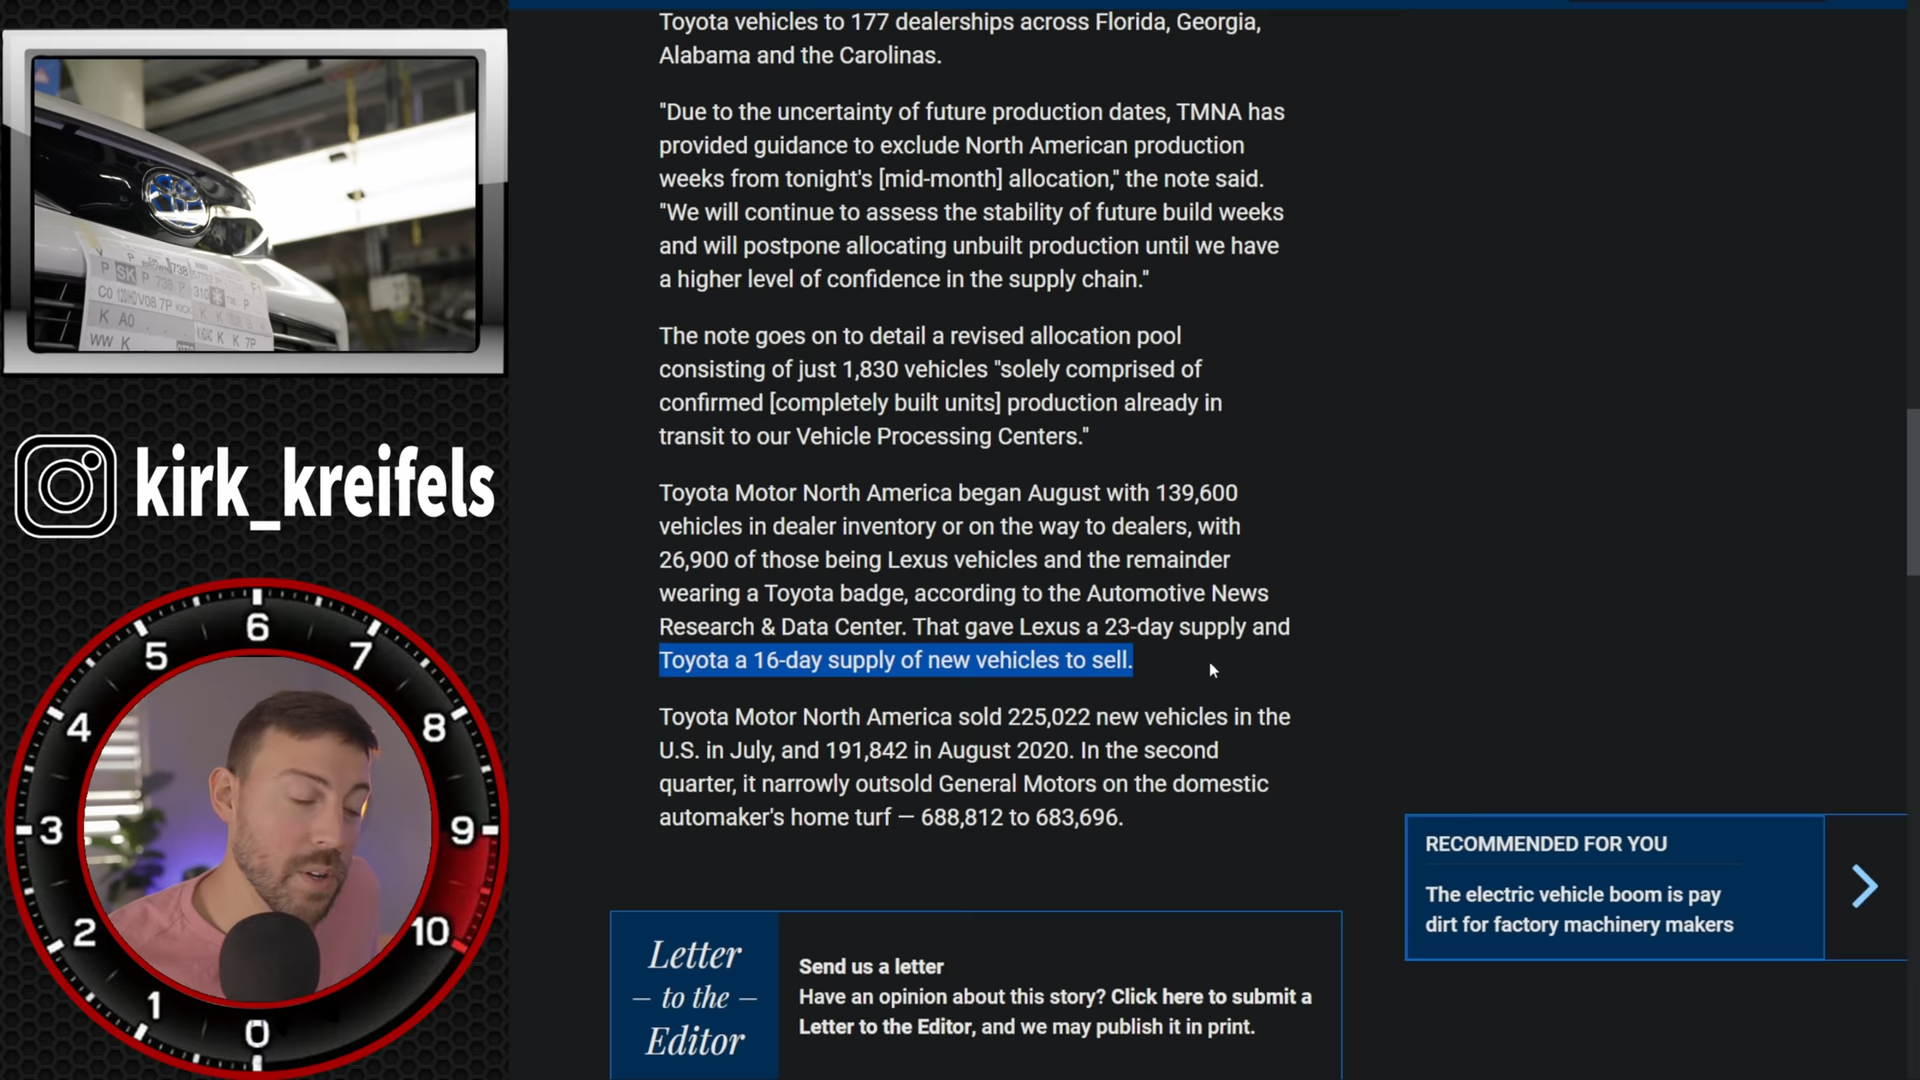 Toyota vehicles to 177 dealerships across Florida, Georgia,
Alabama and the Carolinas.
"Due to the uncertainty of future production dates, TMNA has
provided guidance to exclude North American production
weeks from tonight's [mid-month] allocation," the note said.
"We will continue to assess the stability of future build weeks
and will postpone allocating unbuilt production until we have
a higher level of confidence in the supply chain."
The note goes on to detail a revised allocation pool
consisting of just 1,830 vehicles "solely comprised of
confirmed [completely built units] production already in
transit to our Vehicle Processing Centers."
Toyota Motor North America began August with 139,600
vehicles in dealer inventory or on the way to dealers, with
26,900 of those being Lexus vehicles and the remainder
wearing a Toyota badge, according to the Automotive News
Research & Data Center. That gave Lexus a 23-day supply and
Toyota a 16-day supply of new vehicles to sell.
Toyota Motor North America sold 225,022 new vehicles in the
U.S. in July, and 191,842 in August 2020. In the second
quarter, it narrowly outsold General Motors on the domestic
automaker's home turf — 688,812 to 683,696.
RECOMMENDED FOR YOU
The electric vehicle boom is pay
dirt for factory machinery makers
Letter
– to the –
Editor
Send us a letter
Have an opinion about this story? Click here to submit a
Letter to the Editor, and we may publish it in print.
P SK P 738 P
310
K A0
WW K
K K 7P
kirk_kreifels
0
1
2
3
4
5
6
7
8
9
10